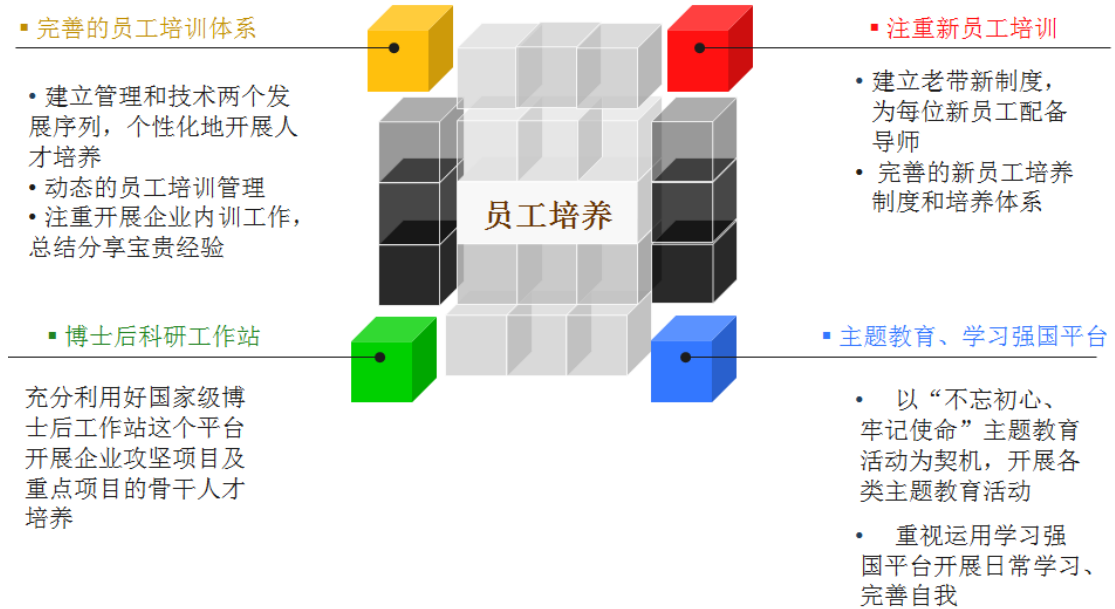 ▪ 完善的员工培训体系
• 建立管理和技术两个发
展序列，个性化地开展人
才培养
• 动态的员工培训管理
• 注重开展企业内训工作，
总结分享宝贵经验
▪ 注重新员工培训
• 建立老带新制度，
为每位新员工配备
导师
• 完善的新员工培养
制度和培养体系
员工培养
▪ 博士后科研工作站
充分利用好国家级博
士后工作站这个平台
开展企业攻坚项目及
重点项目的骨干人才
培养
▪ 主题教育、学习强国平台
• 以“不忘初心、
牢记使命”主题教育
活动为契机，开展各
类主题教育活动
• 重视运用学习强
国平台开展日常学习、
完善自我